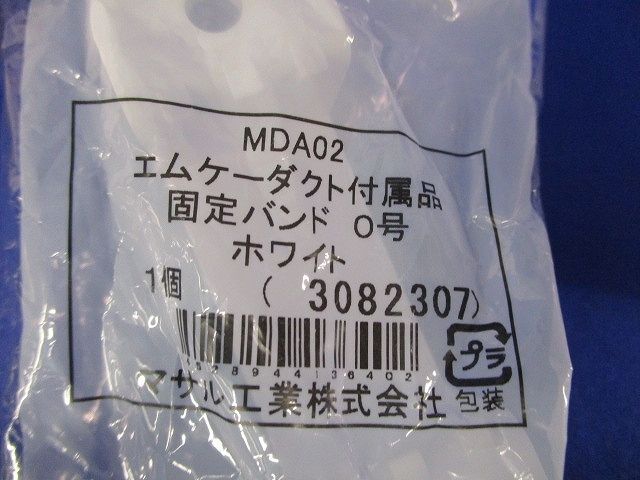 MDA02
エムケーダクト付属品
固定バンド 0号
ホワイト
1個 ( 3082307)
プラ
包装
マサル工業株式会社